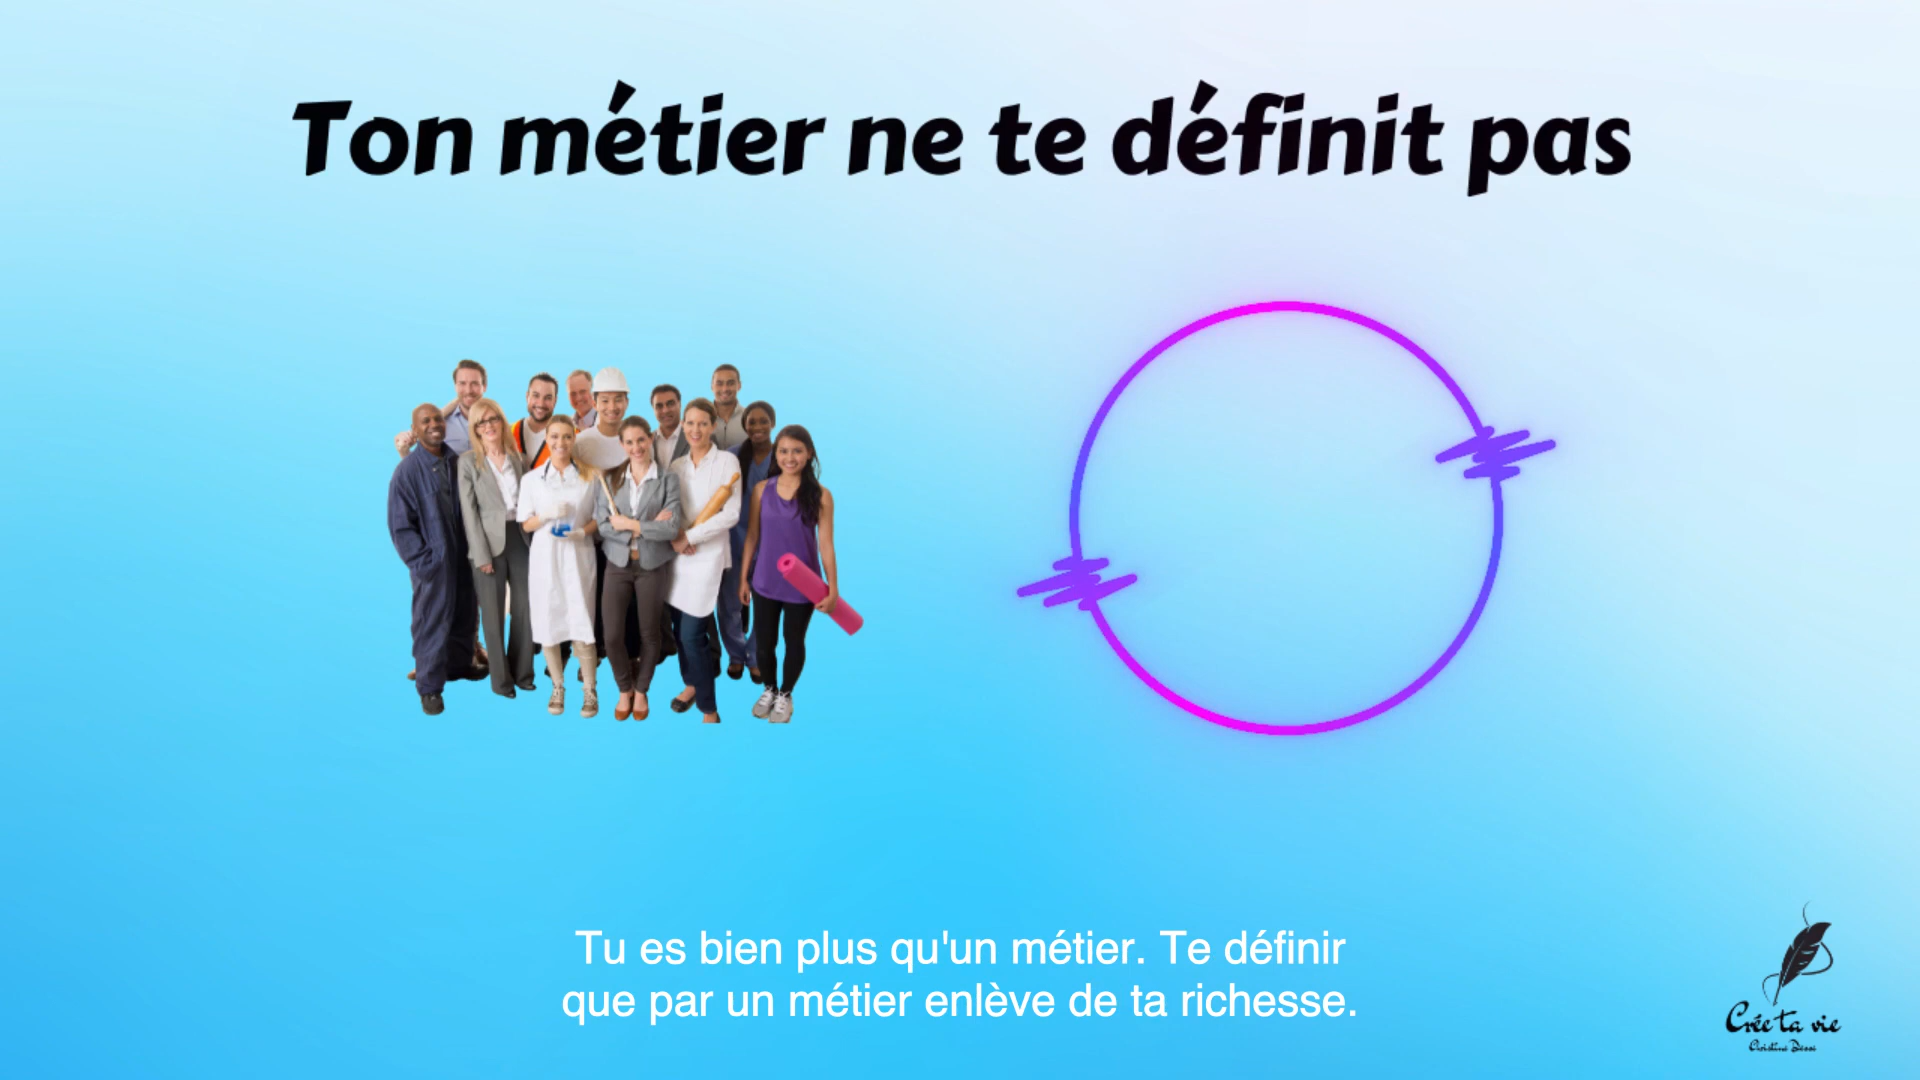 Ton métier ne te définit pas
Tu es bien plus qu'un métier. Te définir
que par un métier enlève de ta richesse.
Crée ta vie